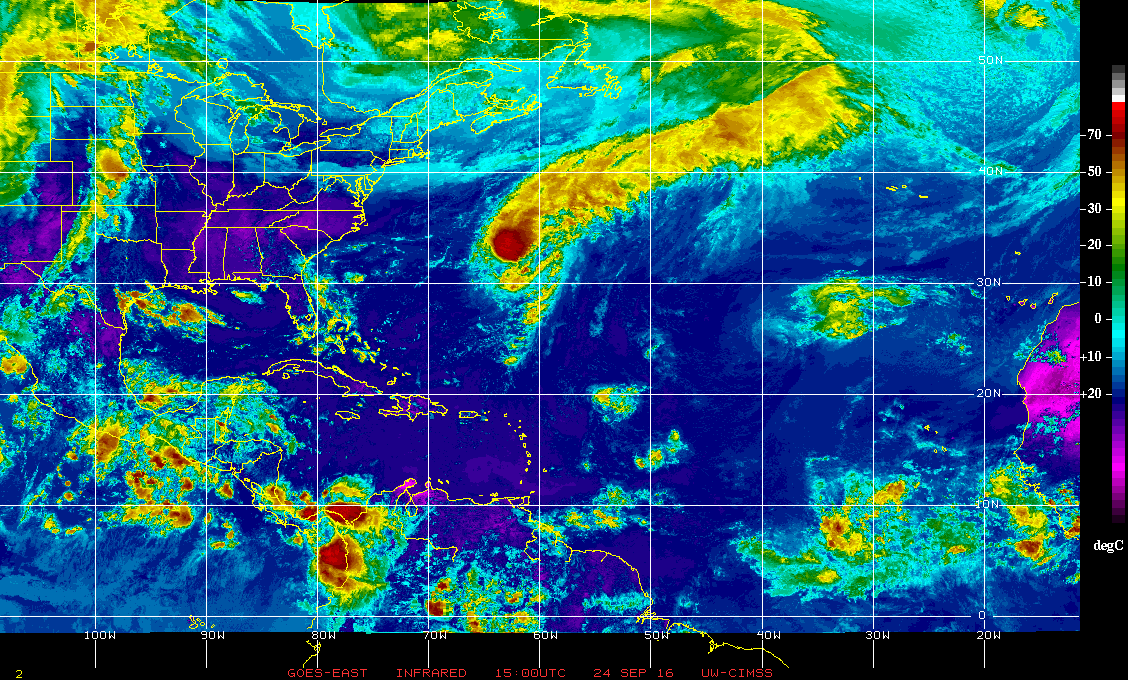 50N
40N
30N
20N
10N
0
100W 90W 80W 70W 60W 50W 40W 30W 20W
70
-50
-30
-20
-10
0
+10
+20
degC
2 GOES-EAST INFRARED 15:00UTC 24 SEP 16 UW-CIMSS